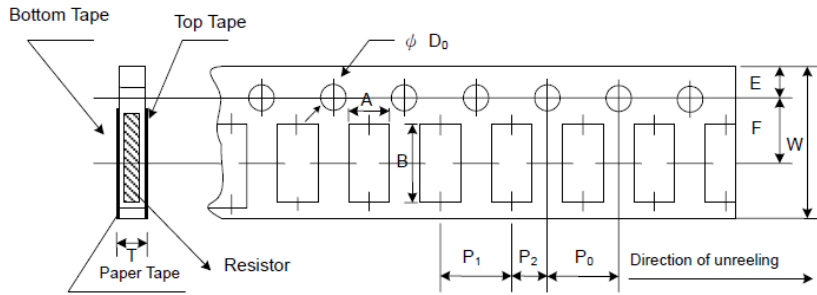 Bottom Tape
Top Tape
ϕ D₀
A
E
F
W
B
T
Paper Tape
Resistor
P₁
P₂
P₀
Direction of unreeling